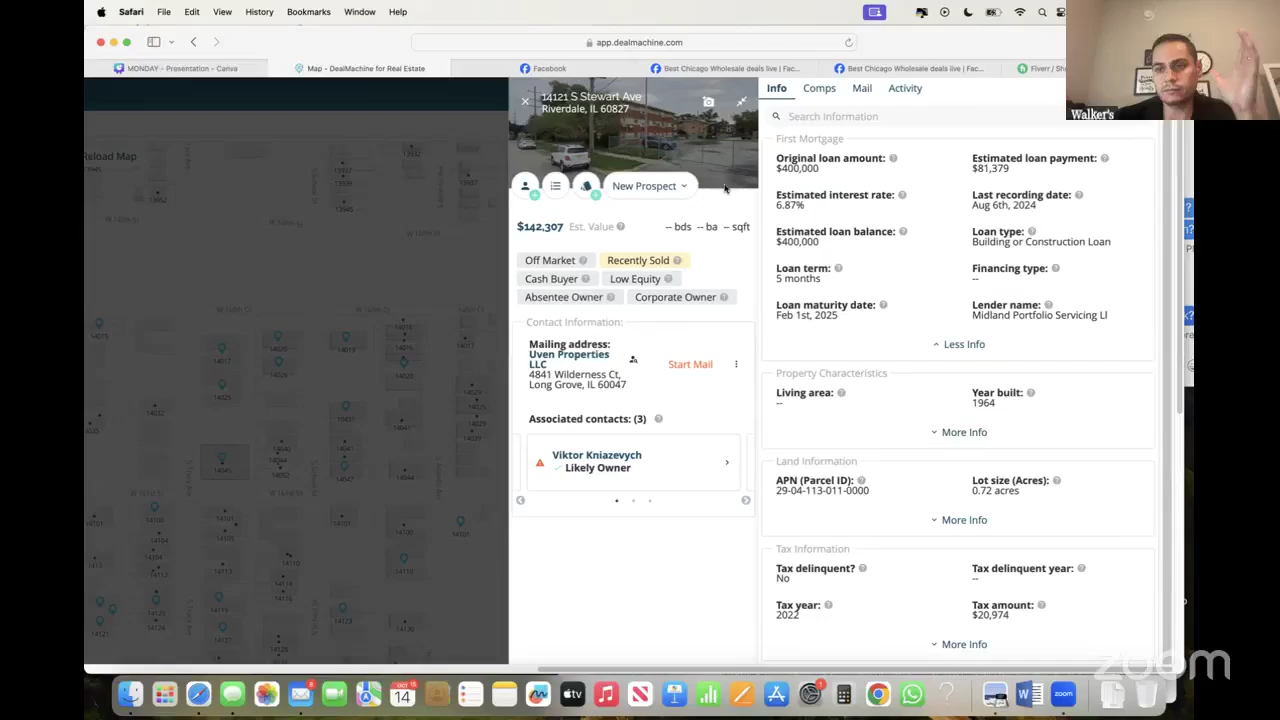 Safari File Edit View History Bookmarks Window Help
app.dealmachine.com
MONDAY - Presentation - Canva
Map - DealMachine for Real Estate
Facebook
Best Chicago Wholesale deals live | Fac...
Best Chicago Wholesale deals live | Fac...
Fiverr / Sha
Walker's
Reload Map
14121 S Stewart Ave
Riverdale, IL 60827
New Prospect
$142,307 Est. Value
-- bds -- ba -- sqft
Off Market
Recently Sold
Cash Buyer
Low Equity
Absentee Owner
Corporate Owner
Contact Information:
Mailing address:
Uven Properties
LLC
4841 Wilderness Ct,
Long Grove, IL 60047
Start Mail
Associated contacts: (3)
Viktor Kniazevych
Likely Owner
Info Comps Mail Activity
Search Information
First Mortgage
Original loan amount:
$400,000
Estimated loan payment:
$81,379
Estimated interest rate:
6.87%
Last recording date:
Aug 6th, 2024
Estimated loan balance:
$400,000
Loan type:
Building or Construction Loan
Loan term:
5 months
Financing type:
--
Loan maturity date:
Feb 1st, 2025
Lender name:
Midland Portfolio Servicing LI
Less Info
Property Characteristics
Living area:
--
Year built:
1964
More Info
Land Information
APN (Parcel ID):
29-04-113-011-0000
Lot size (Acres):
0.72 acres
More Info
Tax Information
Tax delinquent?
No
Tax delinquent year:
--
Tax year:
2022
Tax amount:
$20,974
More Info
zoom
OCT
14
tv
zoom